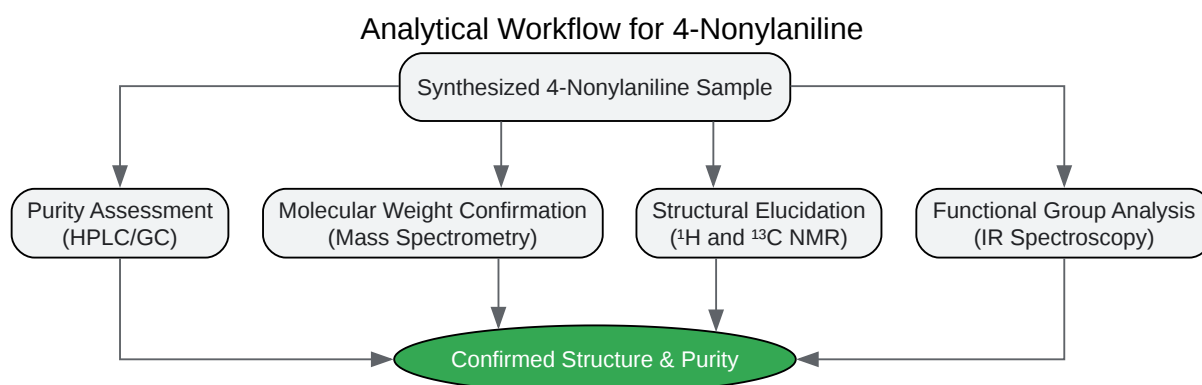 Analytical Workflow for 4-Nonylaniline
Synthesized 4-Nonylaniline Sample
Purity Assessment
(HPLC/GC)
Molecular Weight Confirmation
(Mass Spectrometry)
Structural Elucidation
(¹H and ¹³C NMR)
Functional Group Analysis
(IR Spectroscopy)
Confirmed Structure & Purity